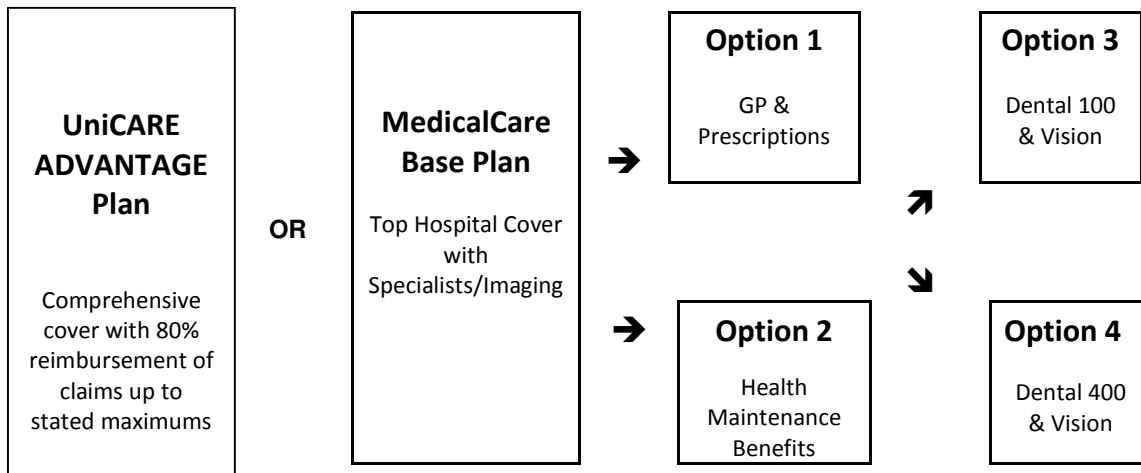 UniCARE
ADVANTAGE
Plan
Comprehensive
cover with 80%
reimbursement of
claims up to
stated maximums
OR
MedicalCare
Base Plan
Top Hospital Cover
with
Specialists/Imaging
Option 1
GP &
Prescriptions
Option 2
Health
Maintenance
Benefits
Option 3
Dental 100
& Vision
Option 4
Dental 400
& Vision